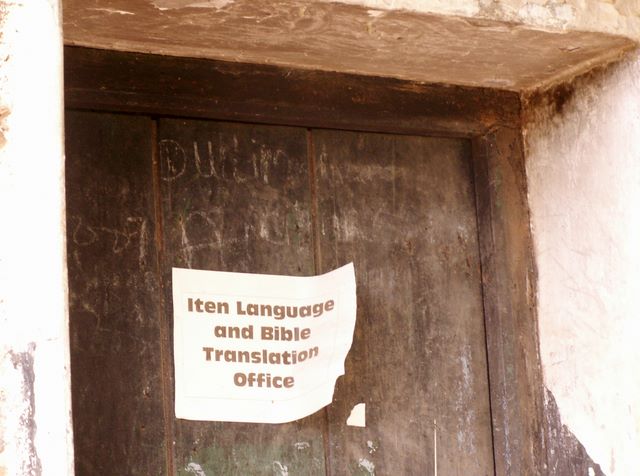 Iten Language
and Bible
Translation
Office